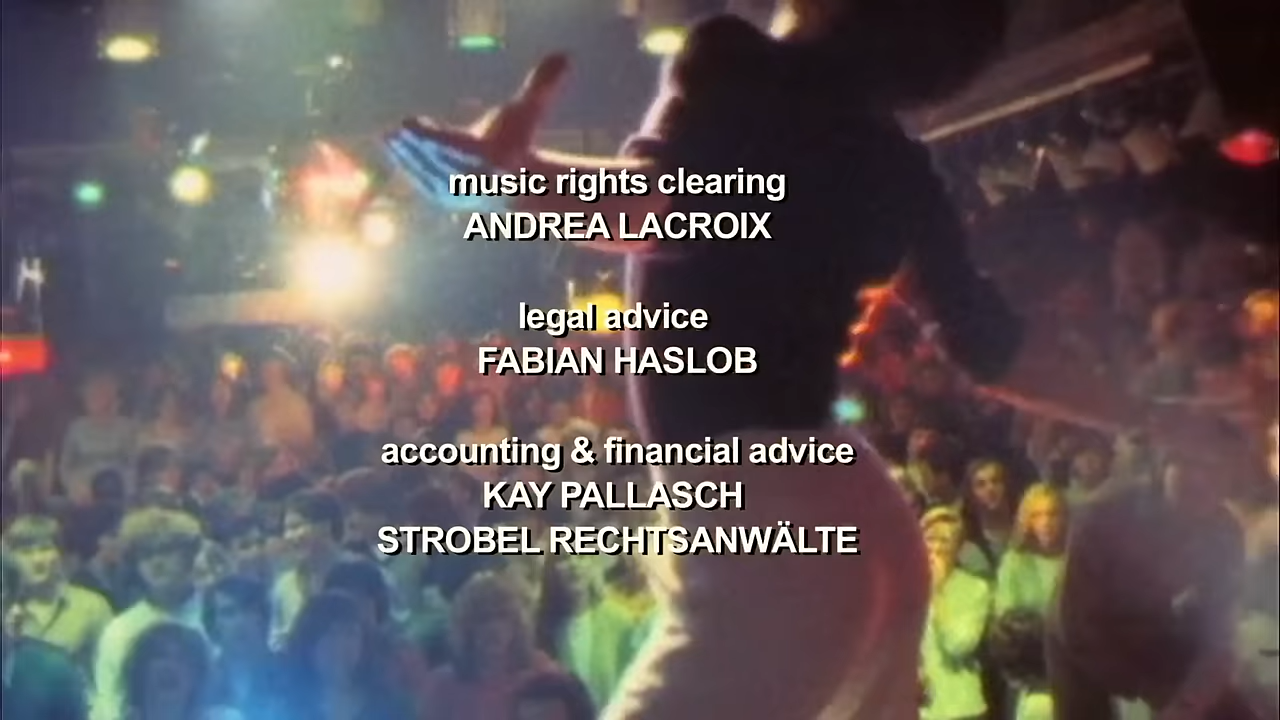 music rights clearing
ANDREA LACROIX
legal advice
FABIAN HASLOB
accounting & financial advice
KAY PALLASCH
STROBEL RECHTSANWÄLTE